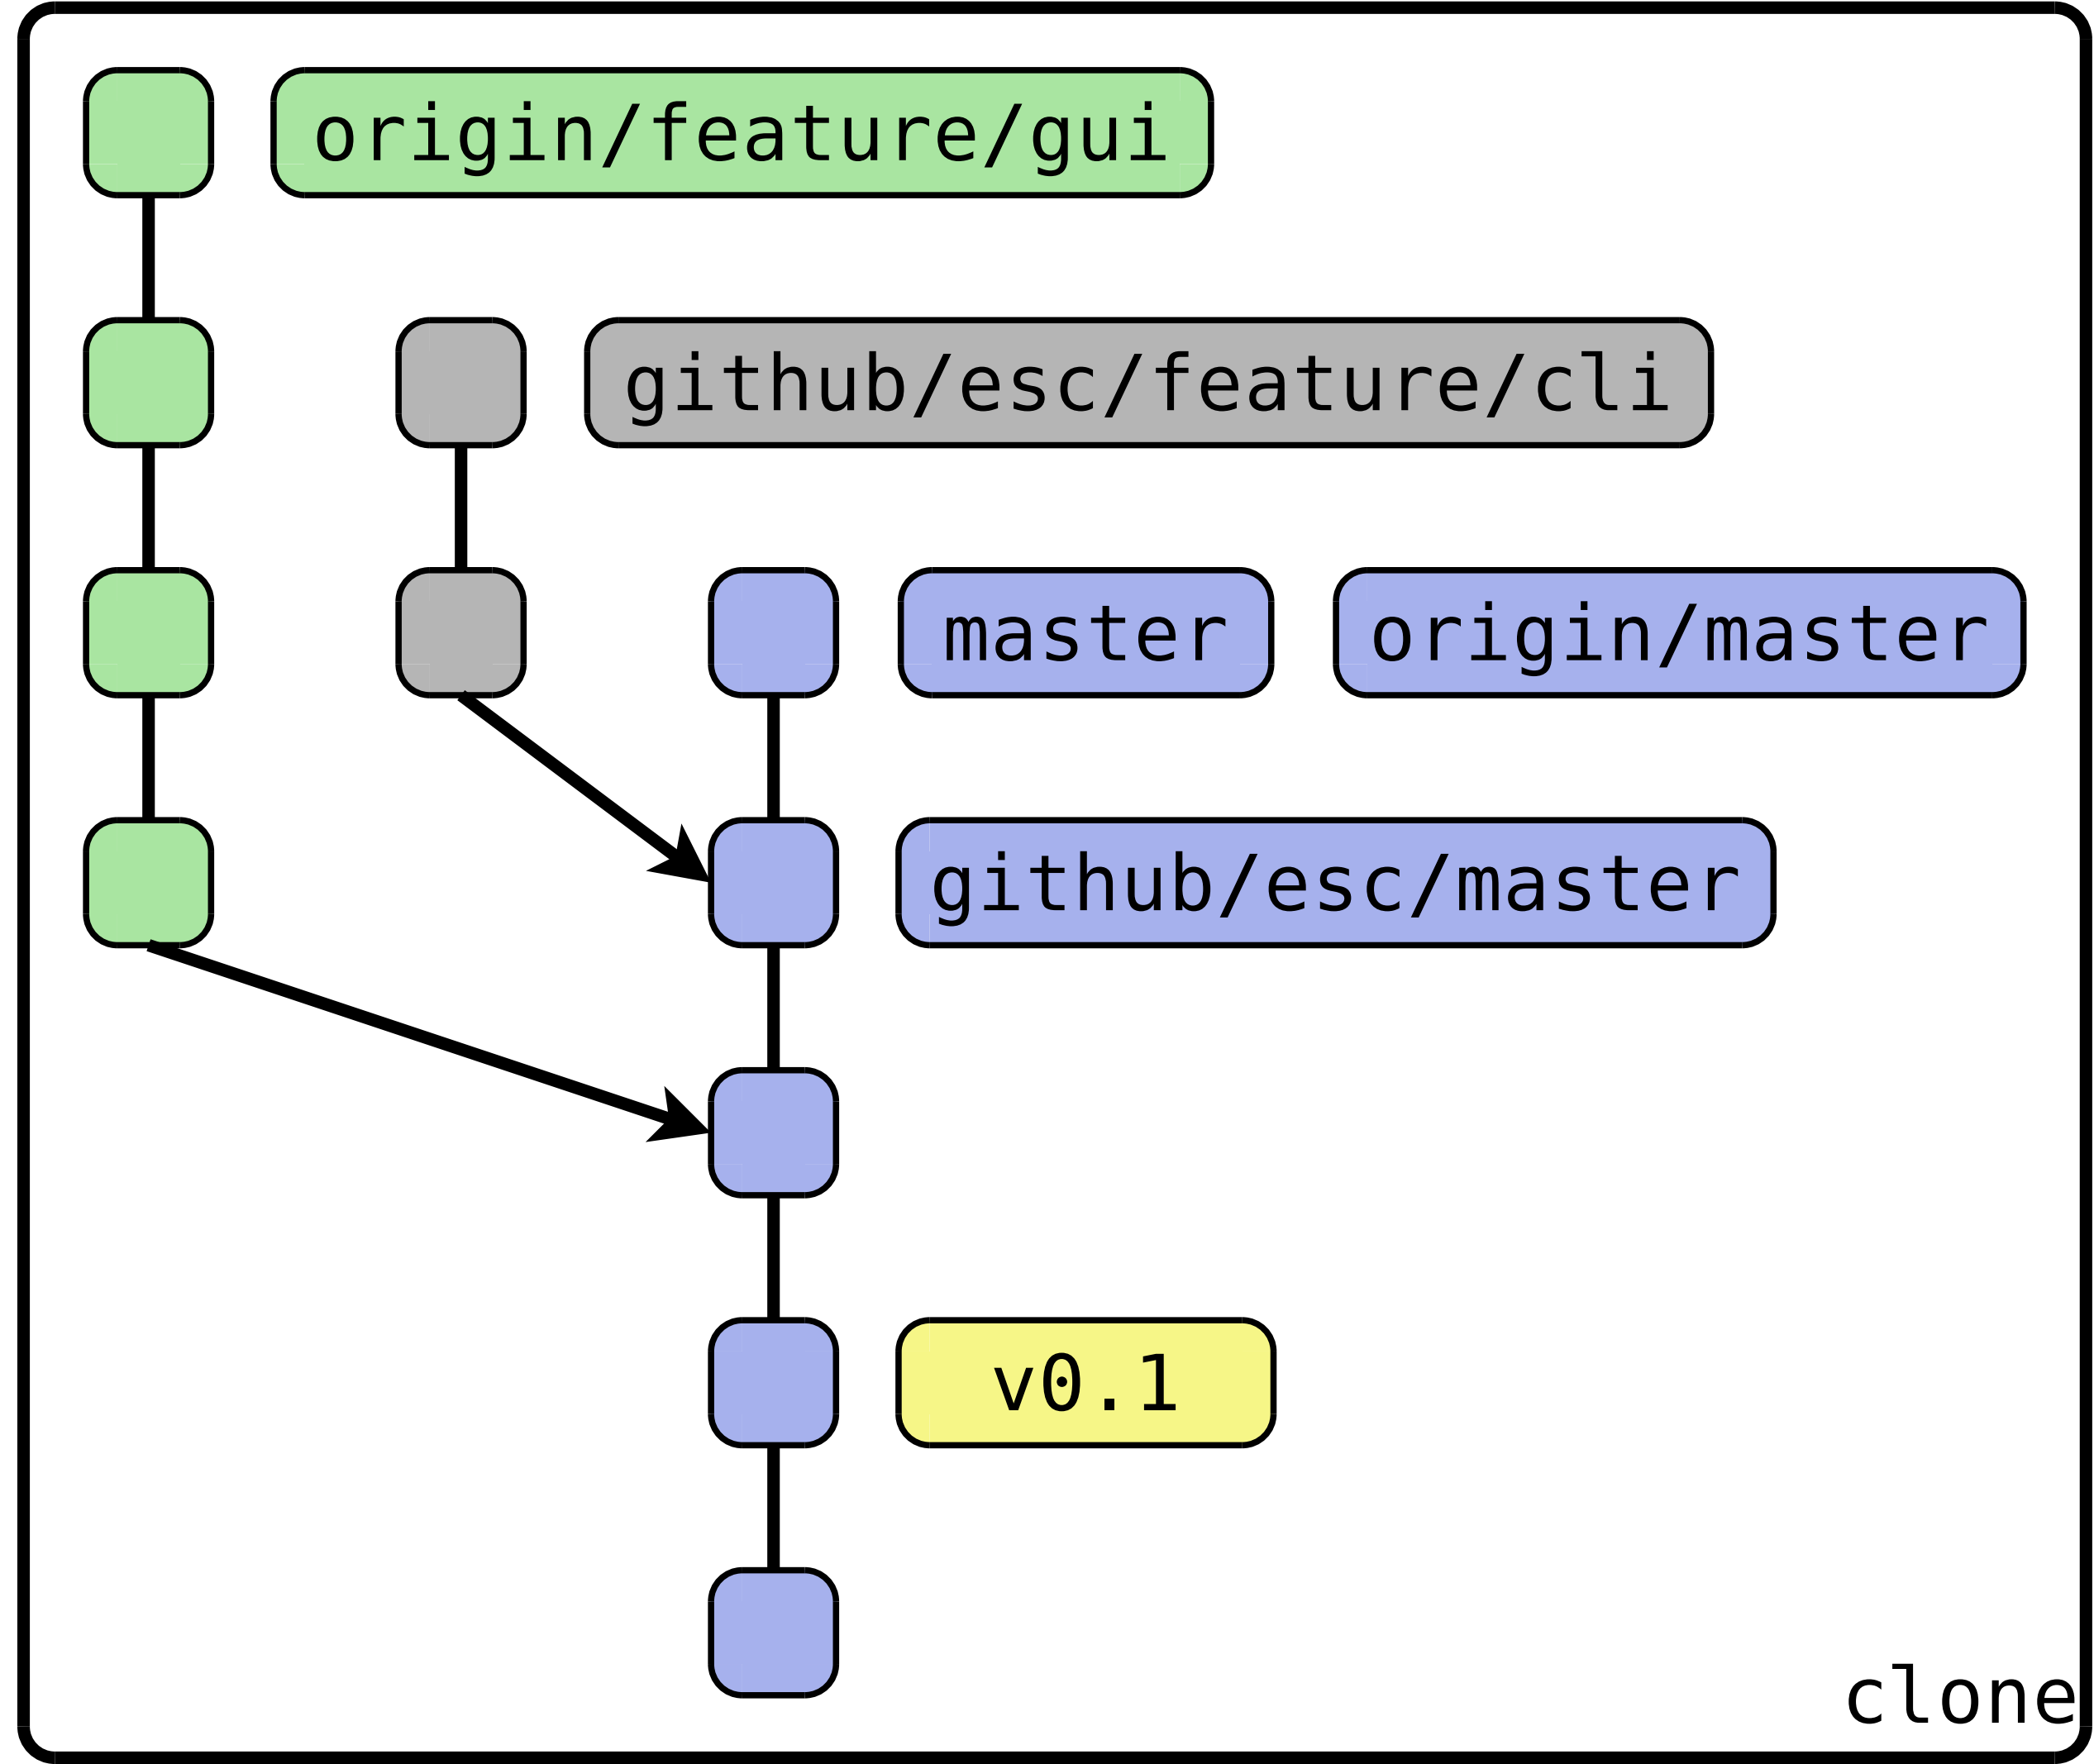 origin/feature/gui
github/esc/feature/cli
master
origin/master
github/esc/master
v0.1
clone